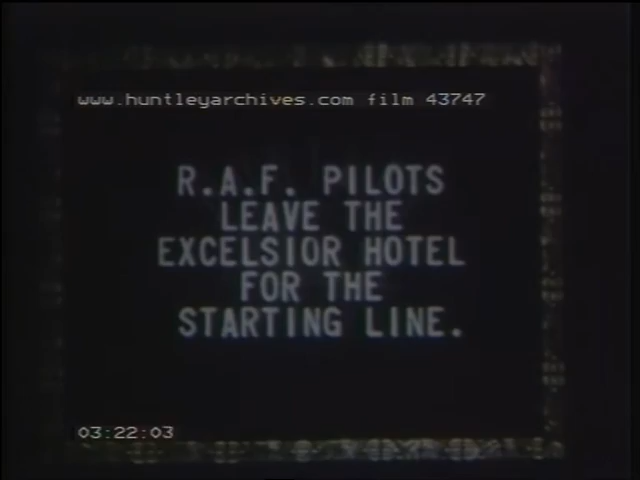 www.huntleyarchives.com film 43747
R.A.F. PILOTS
LEAVE THE
EXCELSIOR HOTEL
FOR THE
STARTING LINE.
03:22:03